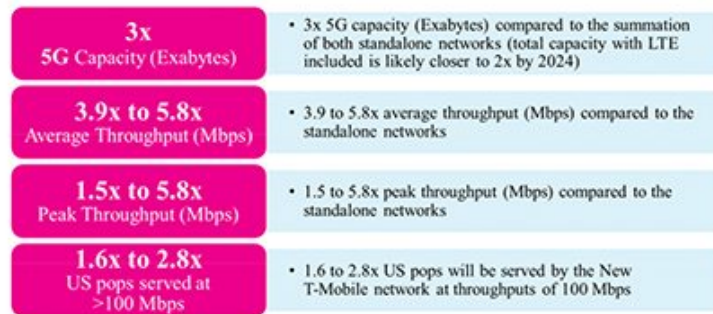 3x
5G Capacity (Exabytes)
• 3x 5G capacity (Exabytes) compared to the summation
of both standalone networks (total capacity with LTE
included is likely closer to 2x by 2024)
3.9x to 5.8x
Average Throughput (Mbps)
• 3.9 to 5.8x average throughput (Mbps) compared to the
standalone networks
1.5x to 5.8x
Peak Throughput (Mbps)
• 1.5 to 5.8x peak throughput (Mbps) compared to the
standalone networks
1.6x to 2.8x
US pops served at
>100 Mbps
• 1.6 to 2.8x US pops will be served by the New
T-Mobile network at throughputs of 100 Mbps